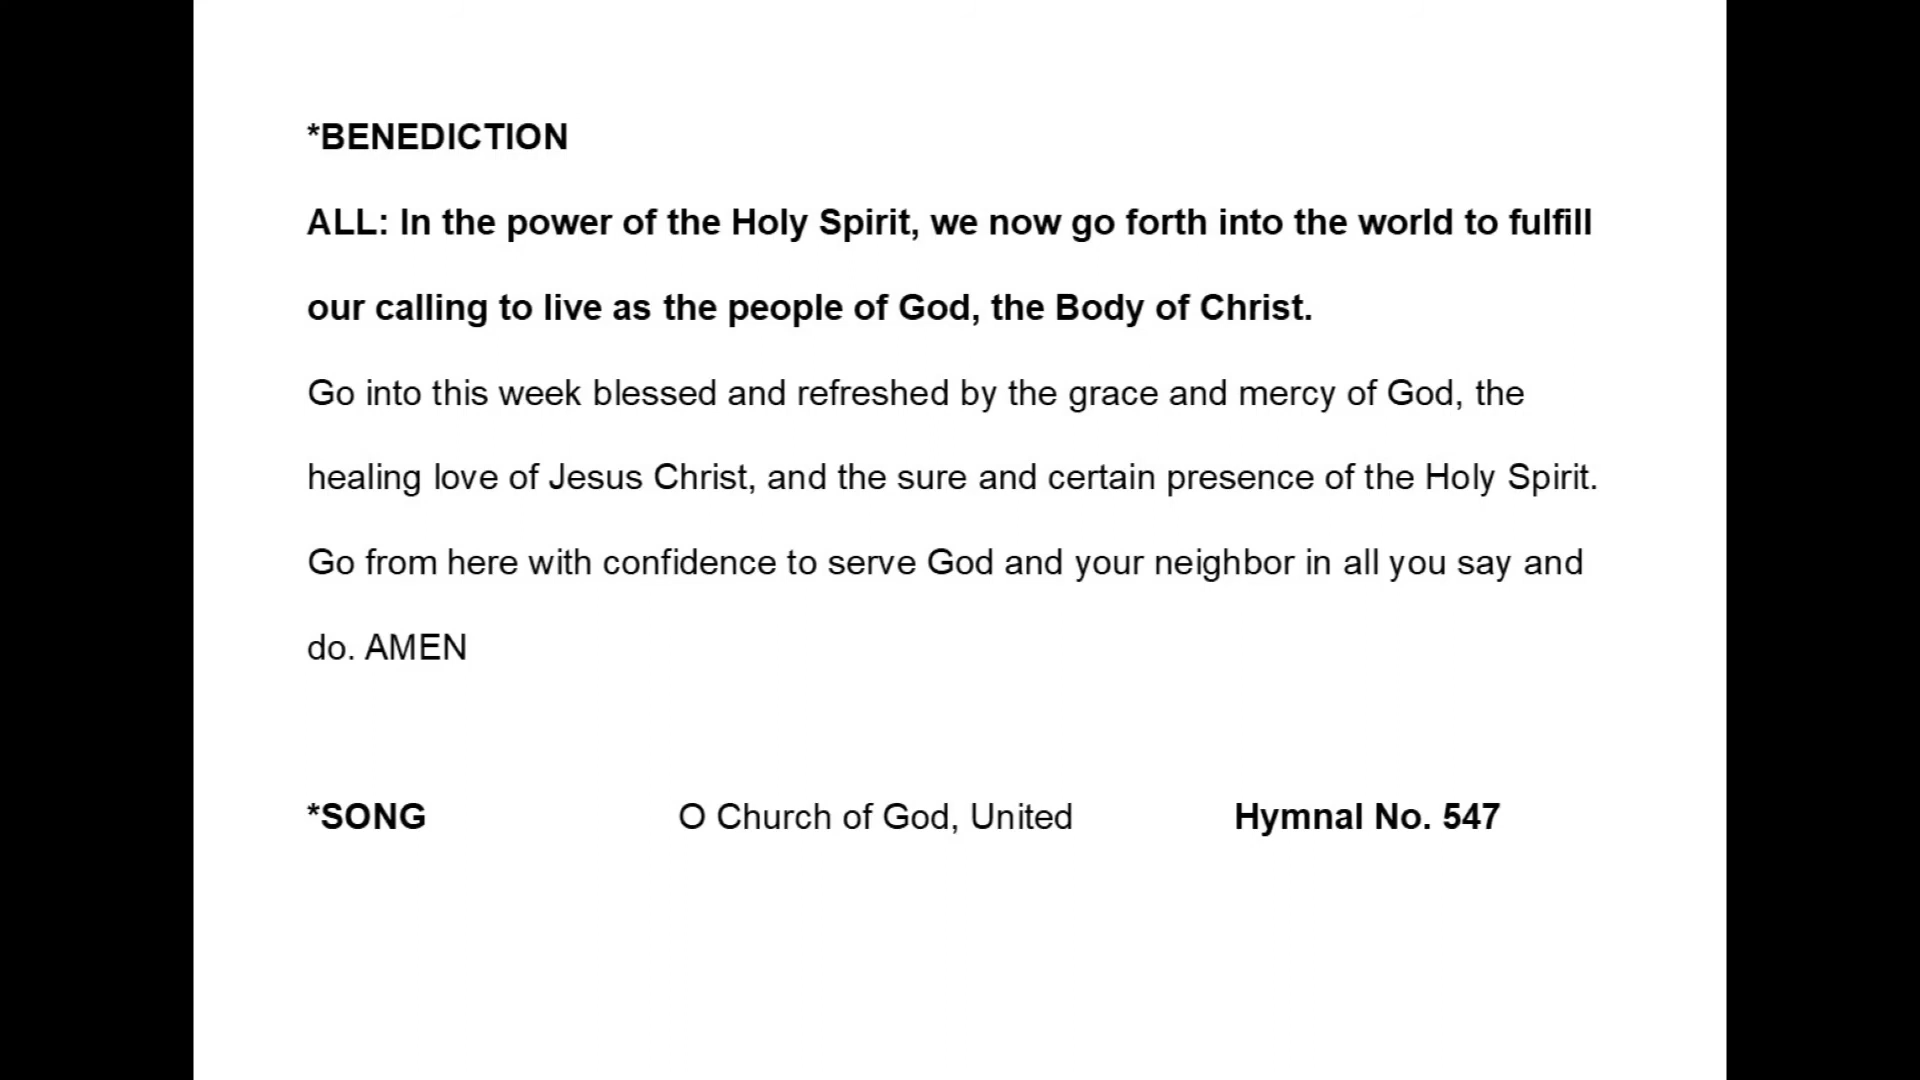 *BENEDICTION
ALL: In the power of the Holy Spirit, we now go forth into the world to fulfill
our calling to live as the people of God, the Body of Christ.
Go into this week blessed and refreshed by the grace and mercy of God, the
healing love of Jesus Christ, and the sure and certain presence of the Holy Spirit.
Go from here with confidence to serve God and your neighbor in all you say and
do. AMEN
*SONG O Church of God, United Hymnal No. 547